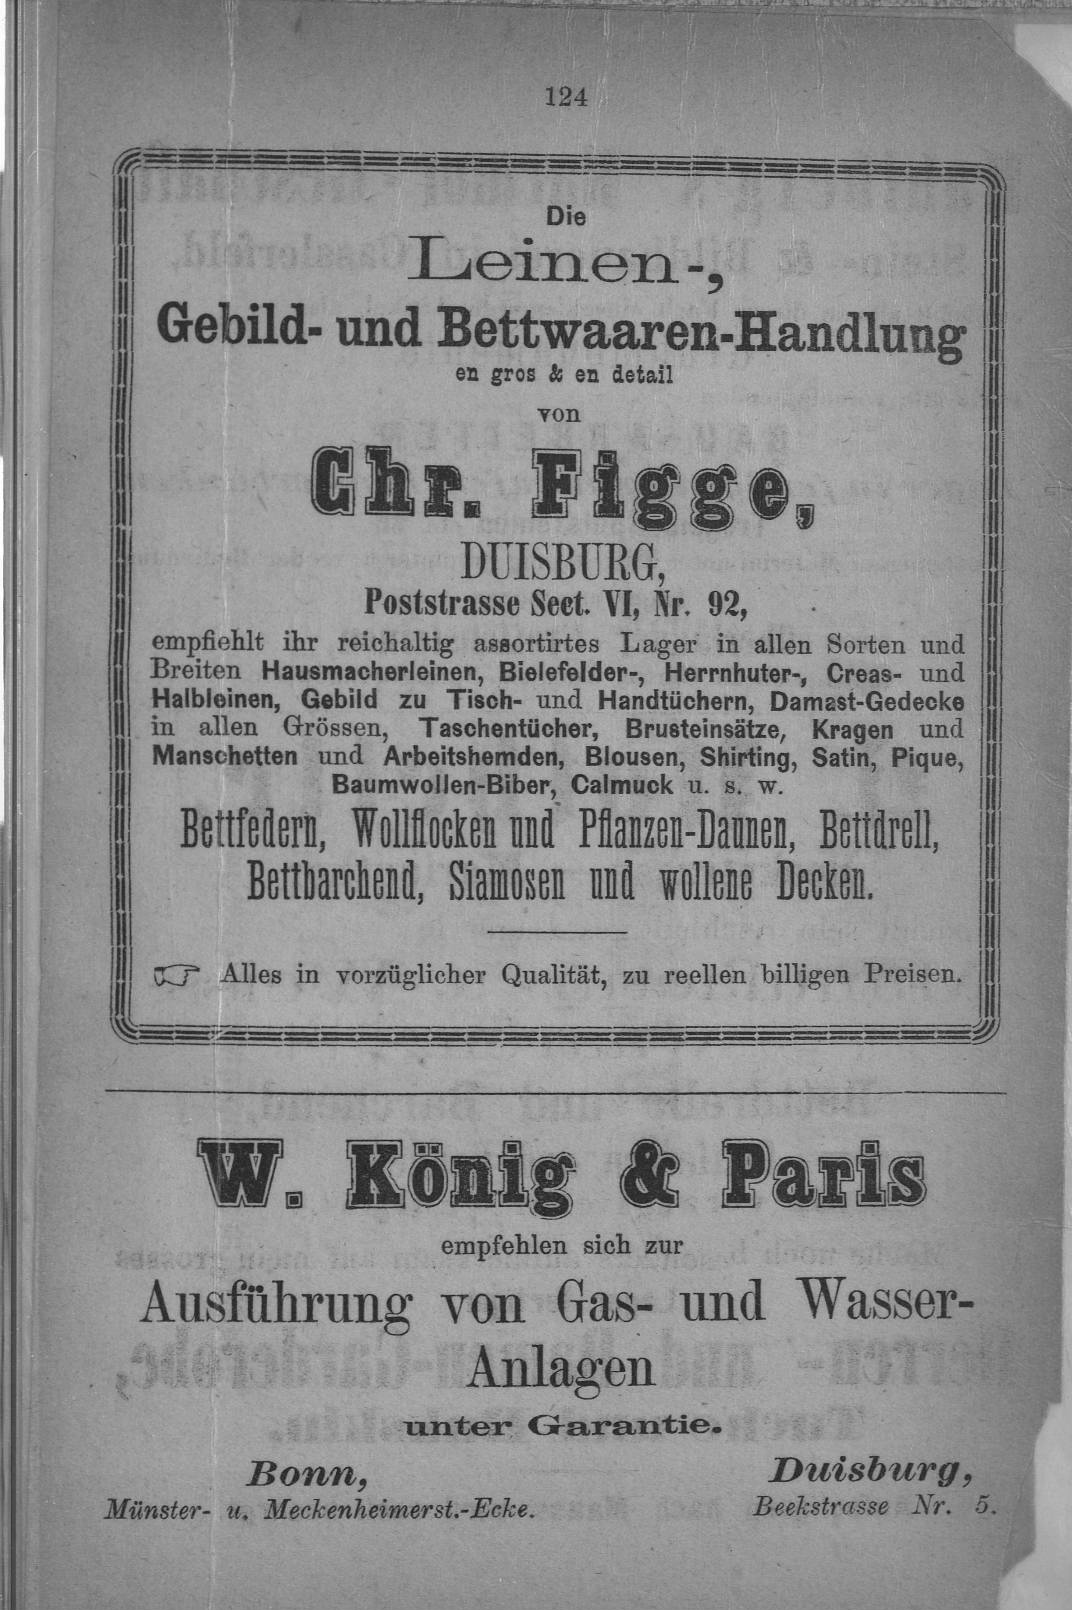 124
Die
Leinen-,
Gebild- und Bettwaaren-Handlung
en gros & en detail
von
Chr. Figge,
DUISBURG,
Poststrasse Sect. VI, Nr. 92,
empfiehlt ihr reichaltig assortirtes Lager in allen Sorten und
Breiten Hausmacherleinen, Bielefelder-, Herrnhuter-, Creas- und
Halbleinen, Gebild zu Tisch- und Handtüchern, Damast-Gedecke
in allen Grössen, Taschentücher, Brusteinsätze, Kragen und
Manschetten und Arbeitshemden, Blousen, Shirting, Satin, Pique,
Baumwollen-Biber, Calmuck u. s. w.
Bettfedern, Wollflocken und Pflanzen-Daunen, Bettdrell,
Bettbarchend, Siamosen und wollene Decken.
☞ Alles in vorzüglicher Qualität, zu reellen billigen Preisen.
W. König & Paris
empfehlen sich zur
Ausführung von Gas- und Wasser-
Anlagen
unter Garantie.
Bonn,
Münster- u. Meckenheimerst.-Ecke.
Duisburg,
Beekstrasse Nr. 5.